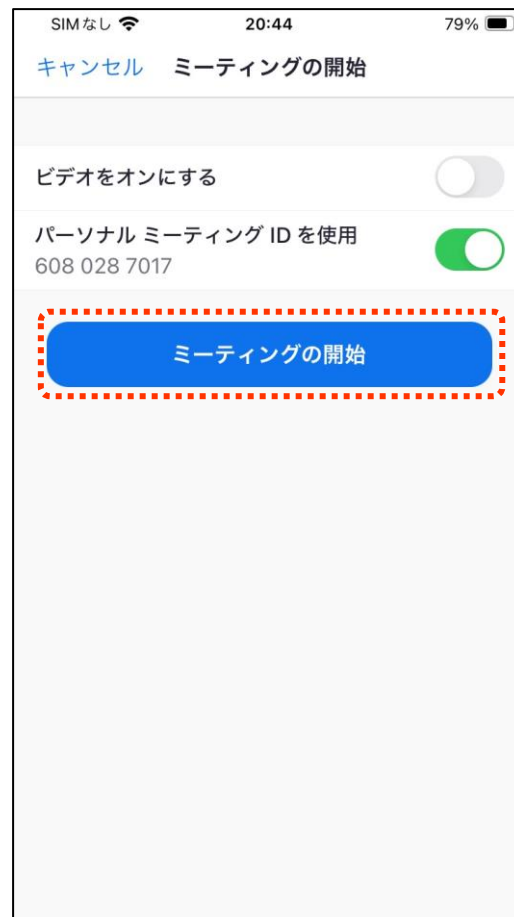 SIMなし 20:44 79%
キャンセル ミーティングの開始
ビデオをオンにする
パーソナル ミーティング ID を使用
608 028 7017
ミーティングの開始